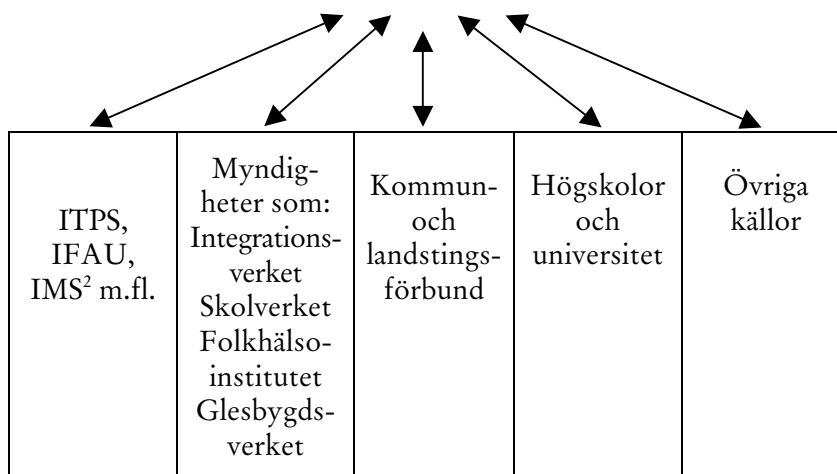 ITPS,
IFAU,
IMS² m.fl.
Myndig-
heter som:
Integrations-
verket
Skolverket
Folkhälso-
institutet
Glesbygds-
verket
Kommun-
och
landstings-
förbund
Högskolor
och
universitet
Övriga
källor